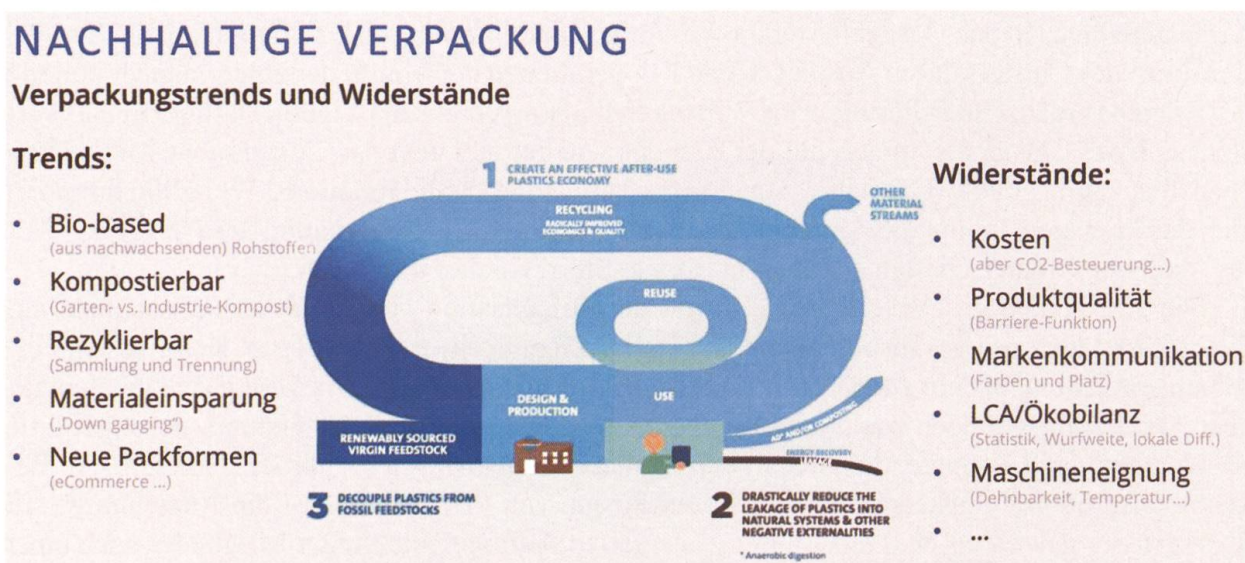 NACHHALTIGE VERPACKUNG
Verpackungstrends und Widerstände
Trends:
• Bio-based
(aus nachwachsenden) Rohstoffen
• Kompostierbar
(Garten- vs. Industrie-Kompost)
• Rezyklierbar
(Sammlung und Trennung)
• Materialeinsparung
(„Down gauging“)
• Neue Packformen
(eCommerce ...)
1 CREATE AN EFFECTIVE AFTER-USE
PLASTICS ECONOMY
RECYCLING
RADICALLY IMPROVED
ECONOMICS & QUALITY
OTHER
MATERIAL
STREAMS
REUSE
DESIGN &
PRODUCTION
USE
RENEWABLY SOURCED
VIRGIN FEEDSTOCK
AD* AND/OR COMPOSTING
ENERGY RECOVERY
LEAKAGE
3 DECOUPLE PLASTICS FROM
FOSSIL FEEDSTOCKS
2 DRASTICALLY REDUCE THE
LEAKAGE OF PLASTICS INTO
NATURAL SYSTEMS & OTHER
NEGATIVE EXTERNALITIES
* Anaerobic digestion
Widerstände:
• Kosten
(aber CO2-Besteuerung...)
• Produktqualität
(Barriere-Funktion)
• Markenkommunikation
(Farben und Platz)
• LCA/Ökobilanz
(Statistik, Wurfweite, lokale Diff.)
• Maschineneignung
(Dehnbarkeit, Temperatur...)
• ...